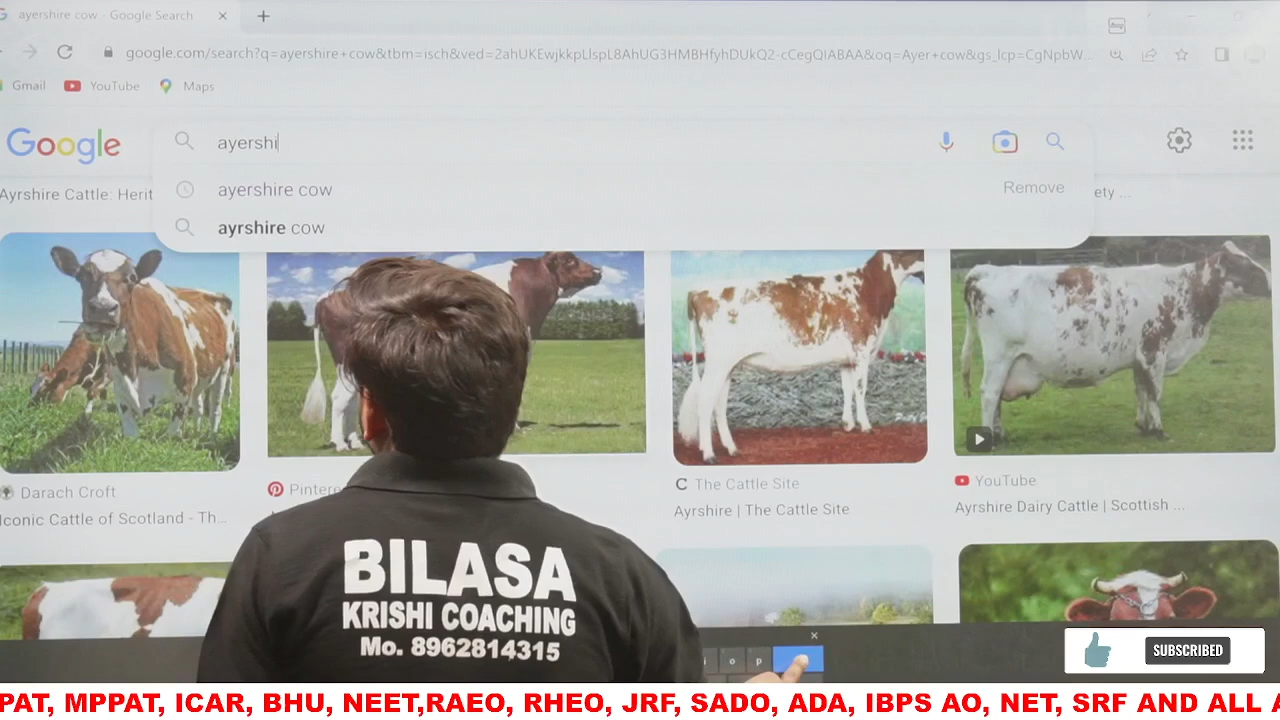 ayershire cow - Google Search
google.com/search?q=ayershire+cow&tbm=isch&ved=2ahUKEwjkkpLlspL8AhUG3HMBHfyhDUkQ2-cCegQIABAA&oq=Ayer+cow&gs_lcp=CgNpbW...
Gmail YouTube Maps
Google
ayershi
ayershire cow Remove
Ayrshire Cattle: Herit ety ...
ayrshire cow
Darach Croft
Pintere
The Cattle Site
YouTube
Iconic Cattle of Scotland - Th...
Ayrshire | The Cattle Site
Ayrshire Dairy Cattle | Scottish ...
BILASA
KRISHI COACHING
Mo. 8962814315
i o p
SUBSCRIBED
PAT, MPPAT, ICAR, BHU, NEET,RAEO, RHEO, JRF, SADO, ADA, IBPS AO, NET, SRF AND ALL